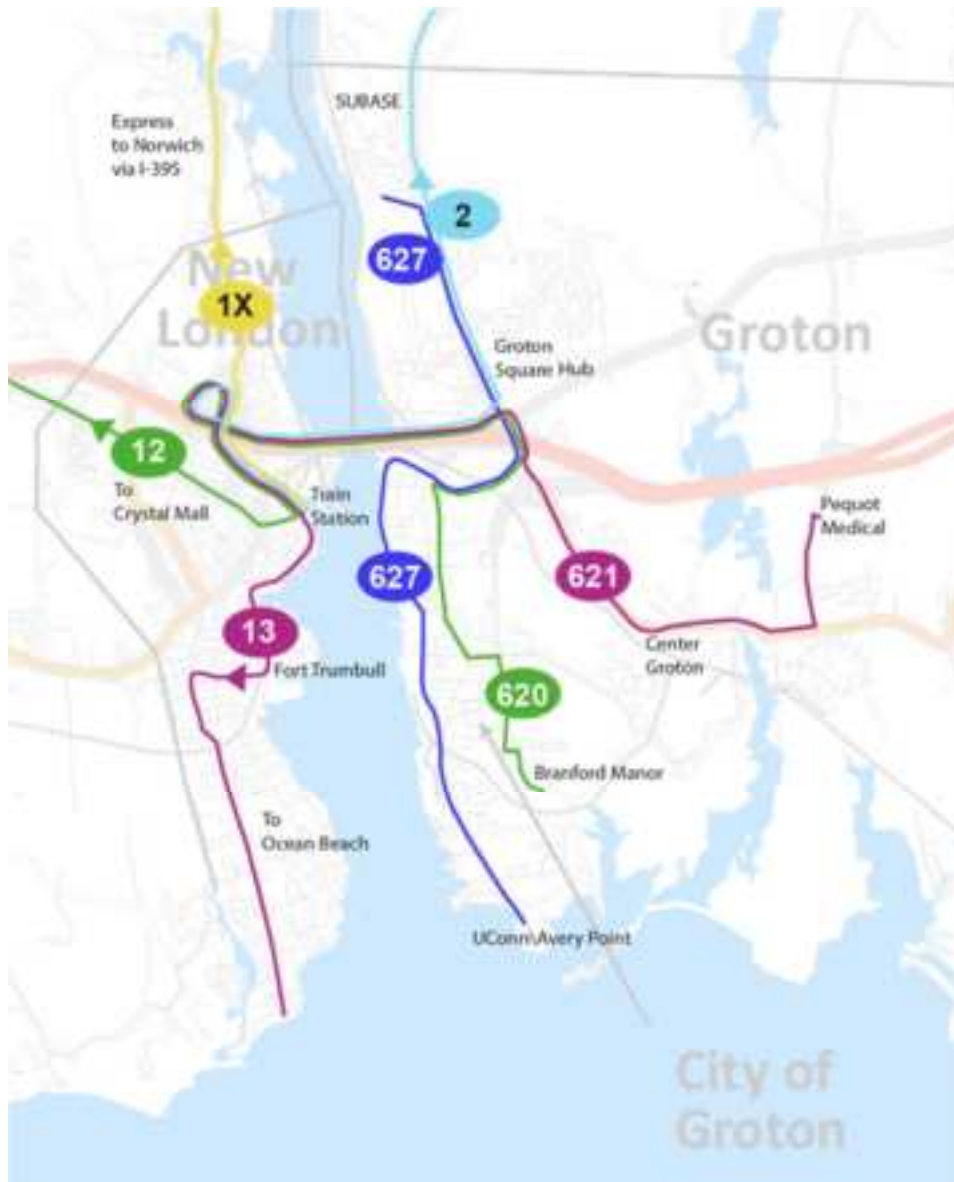 SUBASE
Express
to Norwich
via I-395
2
627
New
London
1X
Groton
Groton
Square Hub
12
To
Crystal Mall
Train
Station
Pequot
Medical
627
621
13
Center
Groton
Fort Trumbull
620
Branford Manor
To
Ocean Beach
UConn\Avery Point
City of
Groton